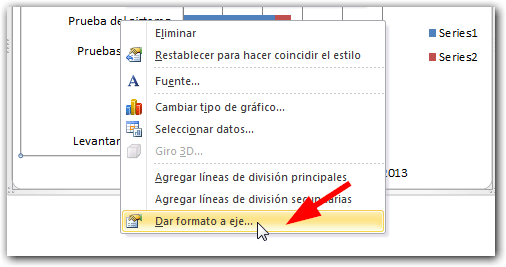 Prueba del sistema
Eliminar
Restablecer para hacer coincidir el estilo
Series1
Pruebas
Series2
A Fuente...
Cambiar tipo de gráfico...
Seleccionar datos...
Levantar
Giro 3D...
Agregar líneas de división principales
2013
Agregar líneas de división secundarias
Dar formato a eje...